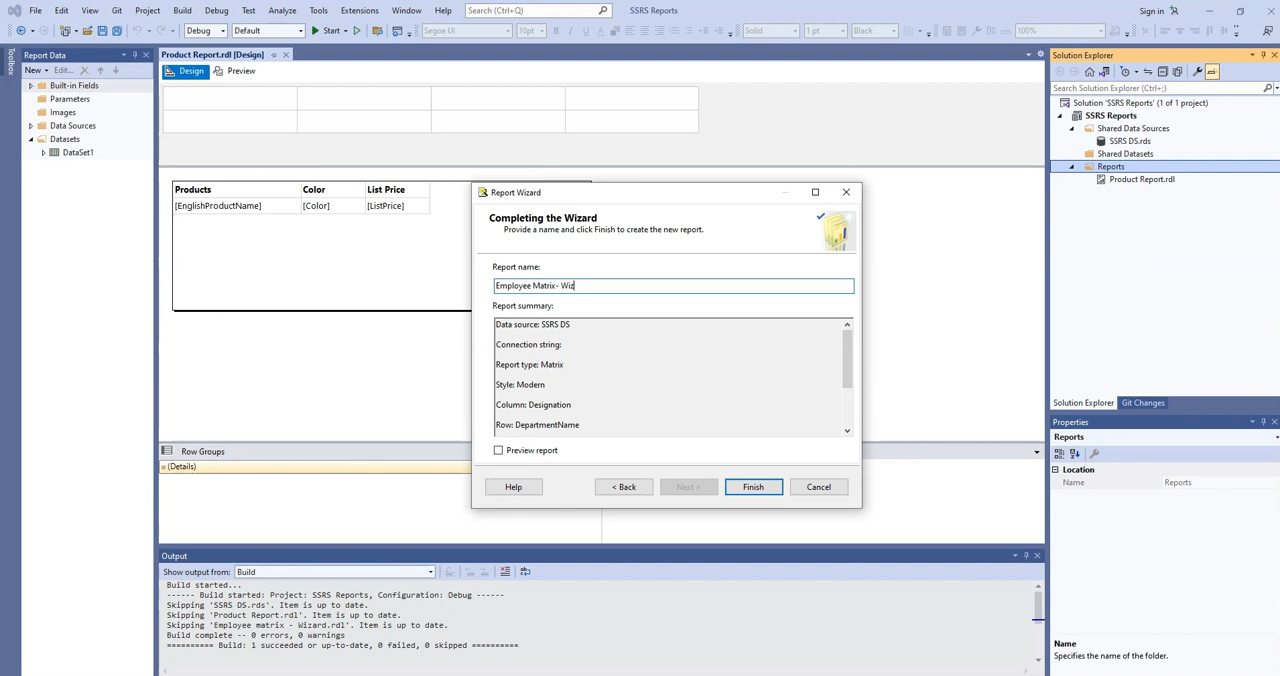 File Edit View Git Project Build Debug Test Analyze Tools Extensions Window Help Search (Ctrl+Q) SSRS Reports Sign in
Debug Default Start Segoe UI 10pt Solid 1 pt Black 100%
Toolbox
Report Data
New Edit...
Built-in Fields
Parameters
Images
Data Sources
Datasets
DataSet1
Product Report.rdl [Design]
Design Preview
Products Color List Price
[EnglishProductName] [Color] [ListPrice]
Report Wizard
Completing the Wizard
Provide a name and click Finish to create the new report.
Report name:
Employee Matrix- Wiz
Report summary:
Data source: SSRS DS
Connection string:
Report type: Matrix
Style: Modern
Column: Designation
Row: DepartmentName
Preview report
Help < Back Next > Finish Cancel
Row Groups
(Details)
Output
Show output from: Build
Build started...
------ Build started: Project: SSRS Reports, Configuration: Debug ------
Skipping 'SSRS DS.rds'. Item is up to date.
Skipping 'Product Report.rdl'. Item is up to date.
Skipping 'Employee matrix - Wizard.rdl'. Item is up to date.
Build complete -- 0 errors, 0 warnings
========== Build: 1 succeeded or up-to-date, 0 failed, 0 skipped ==========
Solution Explorer
Search Solution Explorer (Ctrl+;)
Solution 'SSRS Reports' (1 of 1 project)
SSRS Reports
Shared Data Sources
SSRS DS.rds
Shared Datasets
Reports
Product Report.rdl
Solution Explorer Git Changes
Properties
Reports
Location
Name Reports
Name
Specifies the name of the folder.